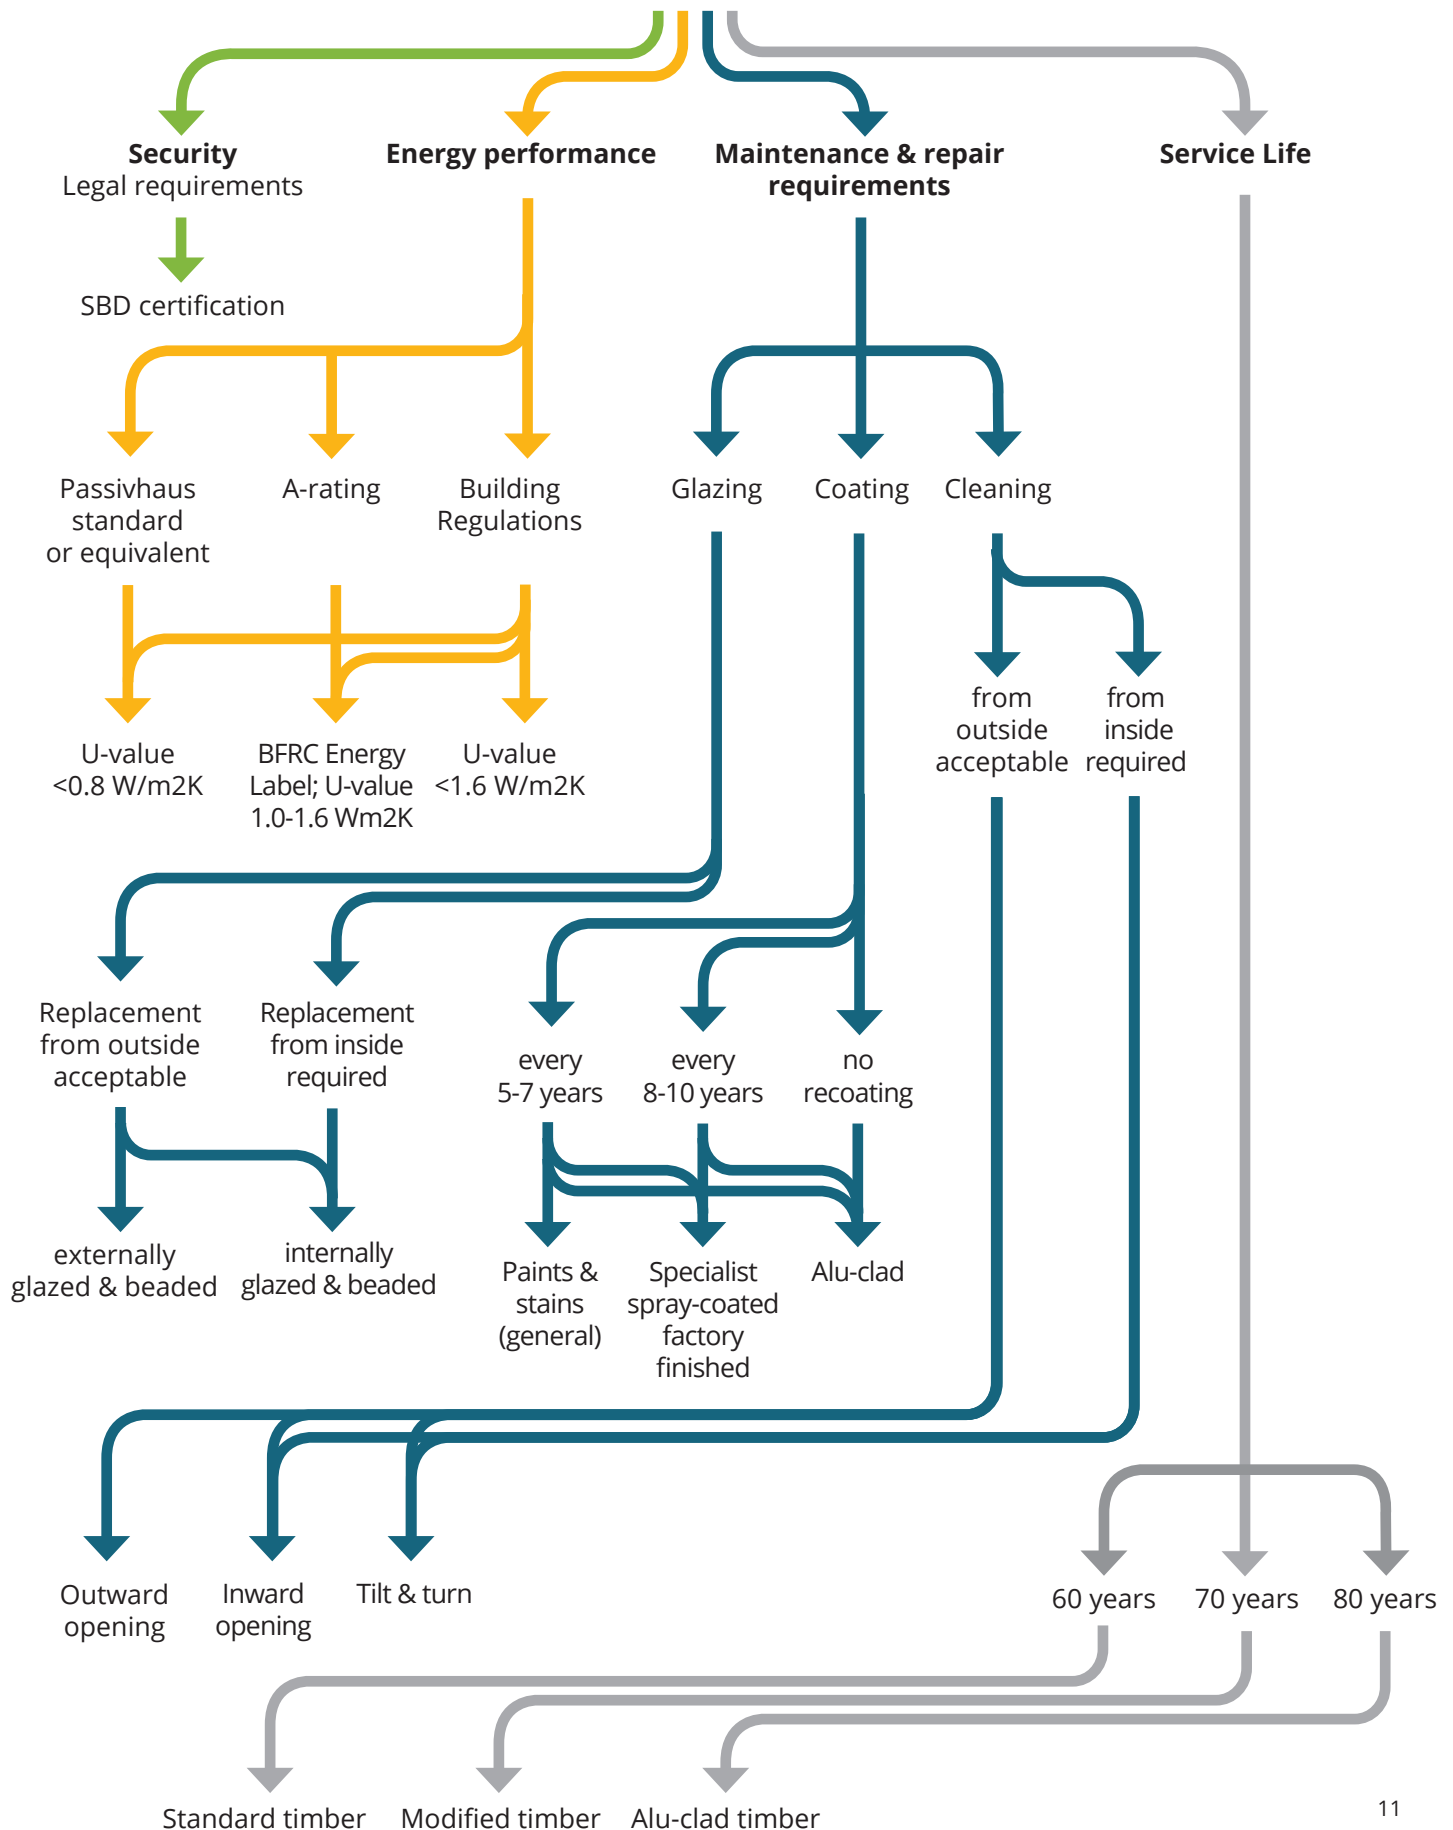 Security
Legal requirements
Energy performance
Maintenance & repair
requirements
Service Life
SBD certification
Passivhaus
standard
or equivalent
A-rating
Building
Regulations
Glazing
Coating
Cleaning
U-value
<0.8 W/m2K
BFRC Energy
Label; U-value
1.0-1.6 Wm2K
U-value
<1.6 W/m2K
from
outside
acceptable
from
inside
required
Replacement
from outside
acceptable
Replacement
from inside
required
every
5-7 years
every
8-10 years
no
recoating
externally
glazed & beaded
internally
glazed & beaded
Paints &
stains
(general)
Specialist
spray-coated
factory
finished
Alu-clad
Outward
opening
Inward
opening
Tilt & turn
60 years
70 years
80 years
Standard timber
Modified timber
Alu-clad timber
11